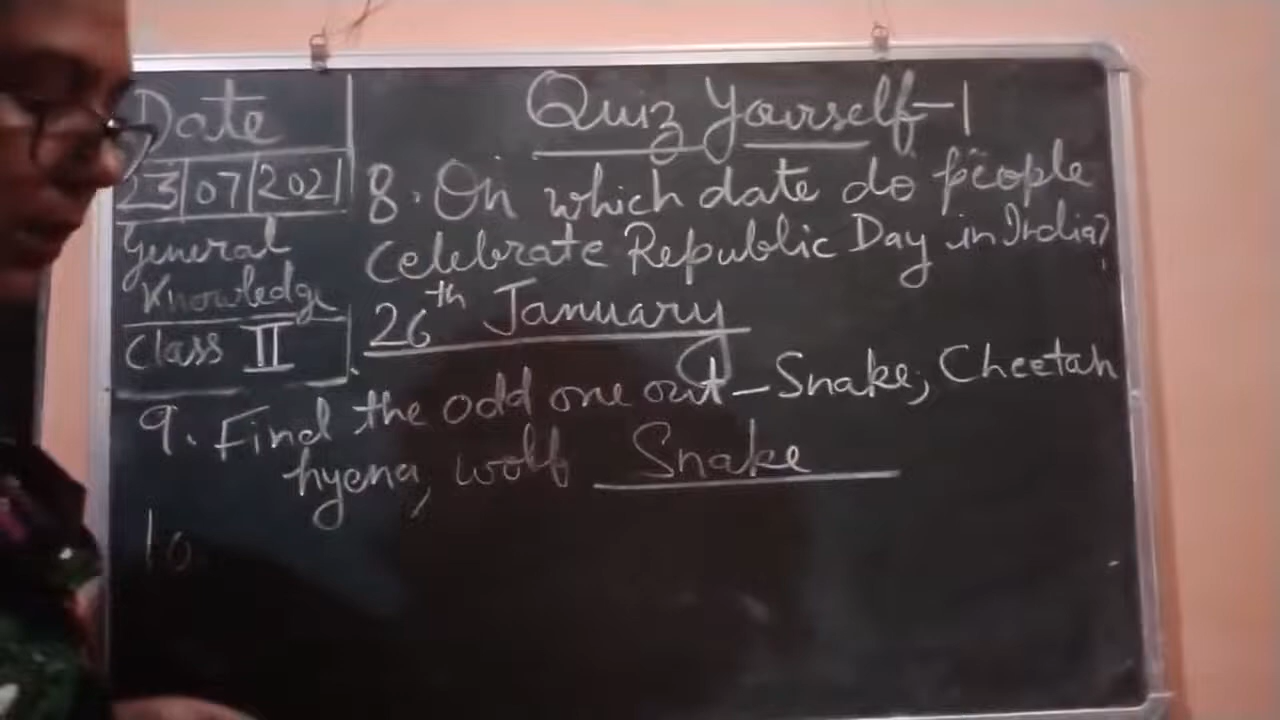 Date
23/07/2021
General
Knowledge
Class II
Quiz Yourself-1
8. On which date do people
celebrate Republic Day in India?
26th January
9. Find the odd one out - Snake, Cheetah
hyena, wolf Snake
10